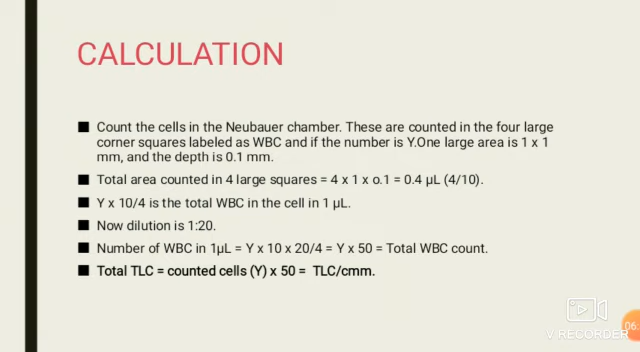 CALCULATION
Count the cells in the Neubauer chamber. These are counted in the four large
corner squares labeled as WBC and if the number is Y.One large area is 1 x 1
mm, and the depth is 0.1 mm.
Total area counted in 4 large squares = 4 x 1 x o.1 = 0.4 µL (4/10).
Y x 10/4 is the total WBC in the cell in 1 µL.
Now dilution is 1:20.
Number of WBC in 1µL = Y x 10 x 20/4 = Y x 50 = Total WBC count.
Total TLC = counted cells (Y) x 50 = TLC/cmm.
06:
V RECORDER